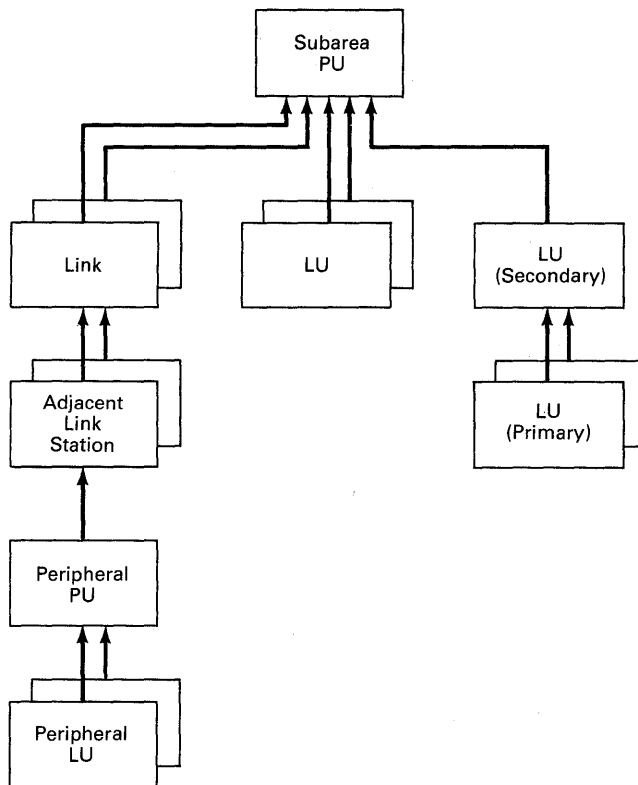 Subarea
PU
Link
LU
LU
(Secondary)
Adjacent
Link
Station
LU
(Primary)
Peripheral
PU
Peripheral
LU